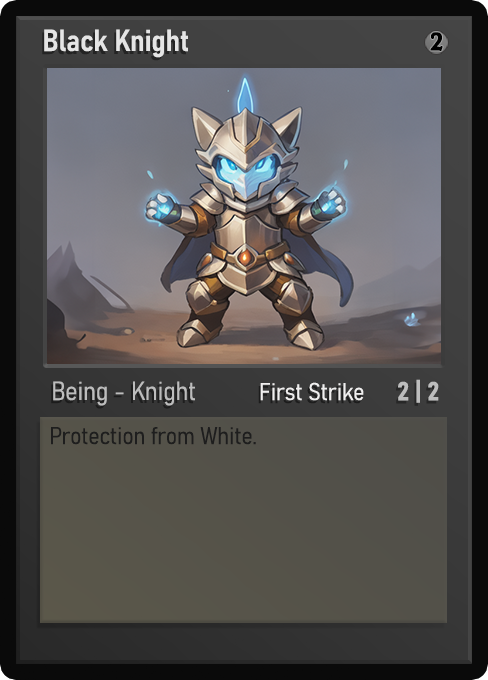 Black Knight 2
Being - Knight First Strike 2|2
Protection from White.